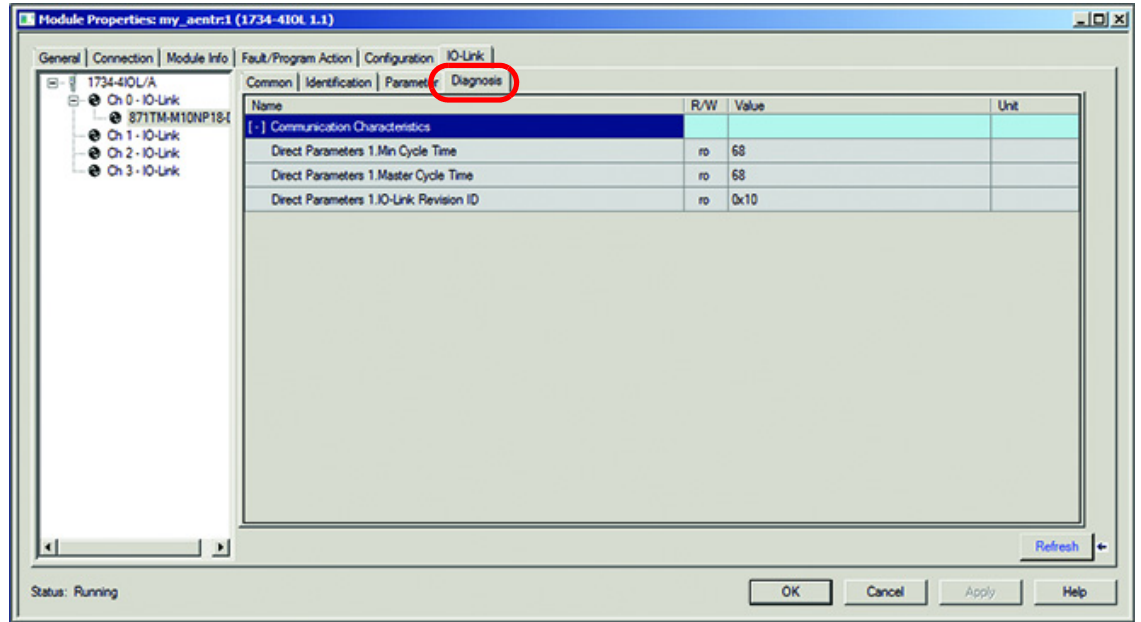 Module Properties: my_aentr:1 (1734-4IOL 1.1)
General Connection Module Info Fault/Program Action Configuration IO-Link
1734-4IOL/A
Ch 0 - IO-Link
871TM-M10NP18-
Ch 1 - IO-Link
Ch 2 - IO-Link
Ch 3 - IO-Link
Common Identification Parameter Diagnosis
Name R/W Value Unit
[-] Communication Characteristics
Direct Parameters 1.Min Cycle Time ro 68
Direct Parameters 1.Master Cycle Time ro 68
Direct Parameters 1.IO-Link Revision ID ro 0x10
Refresh
Status: Running
OK Cancel Apply Help